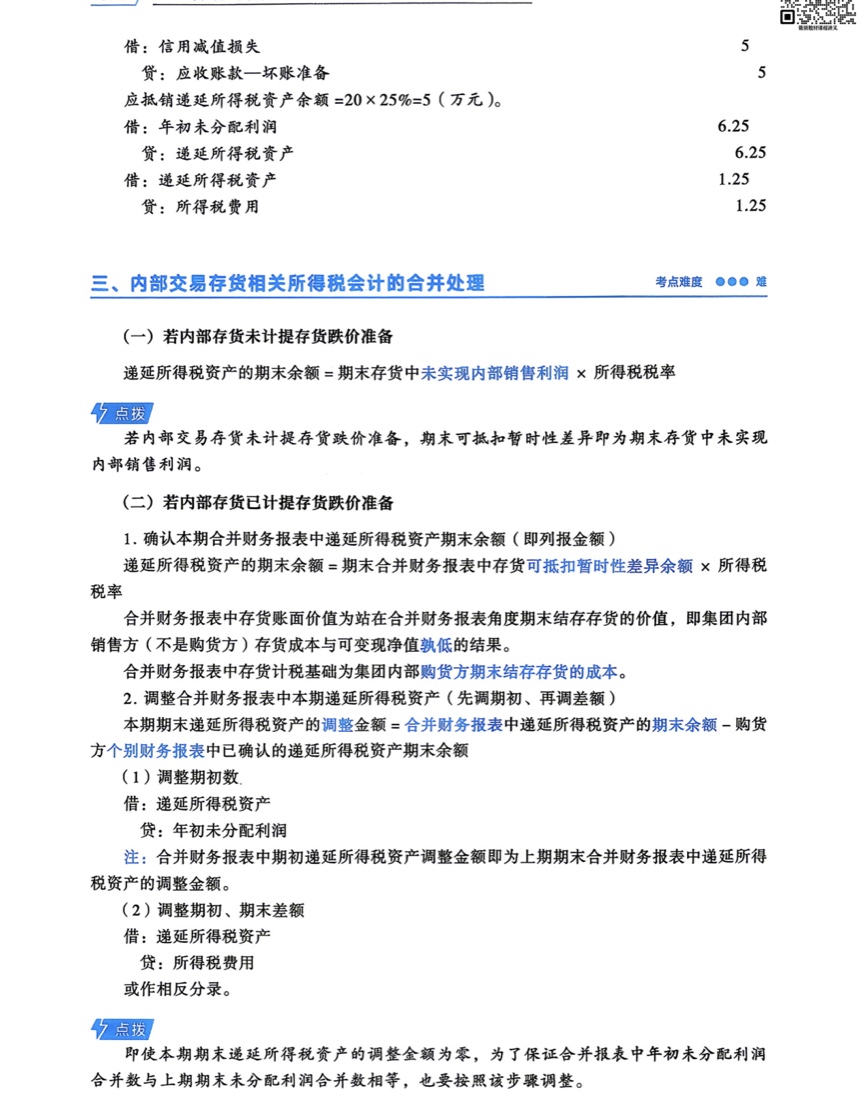 借：信用减值损失 5
贷：应收账款—坏账准备 5
应抵销递延所得税资产余额=20×25%=5（万元）。
借：年初未分配利润 6.25
贷：递延所得税资产 6.25
借：递延所得税资产 1.25
贷：所得税费用 1.25
三、内部交易存货相关所得税会计的合并处理 考点难度 难
（一）若内部存货未计提存货跌价准备
递延所得税资产的期末余额=期末存货中未实现内部销售利润×所得税税率
点拨
若内部交易存货未计提存货跌价准备，期末可抵扣暂时性差异即为期末存货中未实现
内部销售利润。
（二）若内部存货已计提存货跌价准备
1. 确认本期合并财务报表中递延所得税资产期末余额（即列报金额）
递延所得税资产的期末余额=期末合并财务报表中存货可抵扣暂时性差异余额×所得税
税率
合并财务报表中存货账面价值为站在合并财务报表角度期末结存存货的价值，即集团内部
销售方（不是购货方）存货成本与可变现净值孰低的结果。
合并财务报表中存货计税基础为集团内部购货方期末结存存货的成本。
2. 调整合并财务报表中本期递延所得税资产（先调期初、再调差额）
本期期末递延所得税资产的调整金额=合并财务报表中递延所得税资产的期末余额－购货
方个别财务报表中已确认的递延所得税资产期末余额
（1）调整期初数
借：递延所得税资产
贷：年初未分配利润
注：合并财务报表中期初递延所得税资产调整金额即为上期期末合并财务报表中递延所得
税资产的调整金额。
（2）调整期初、期末差额
借：递延所得税资产
贷：所得税费用
或作相反分录。
点拨
即使本期期末递延所得税资产的调整金额为零，为了保证合并报表中年初未分配利润
合并数与上期期末未分配利润合并数相等，也要按照该步骤调整。